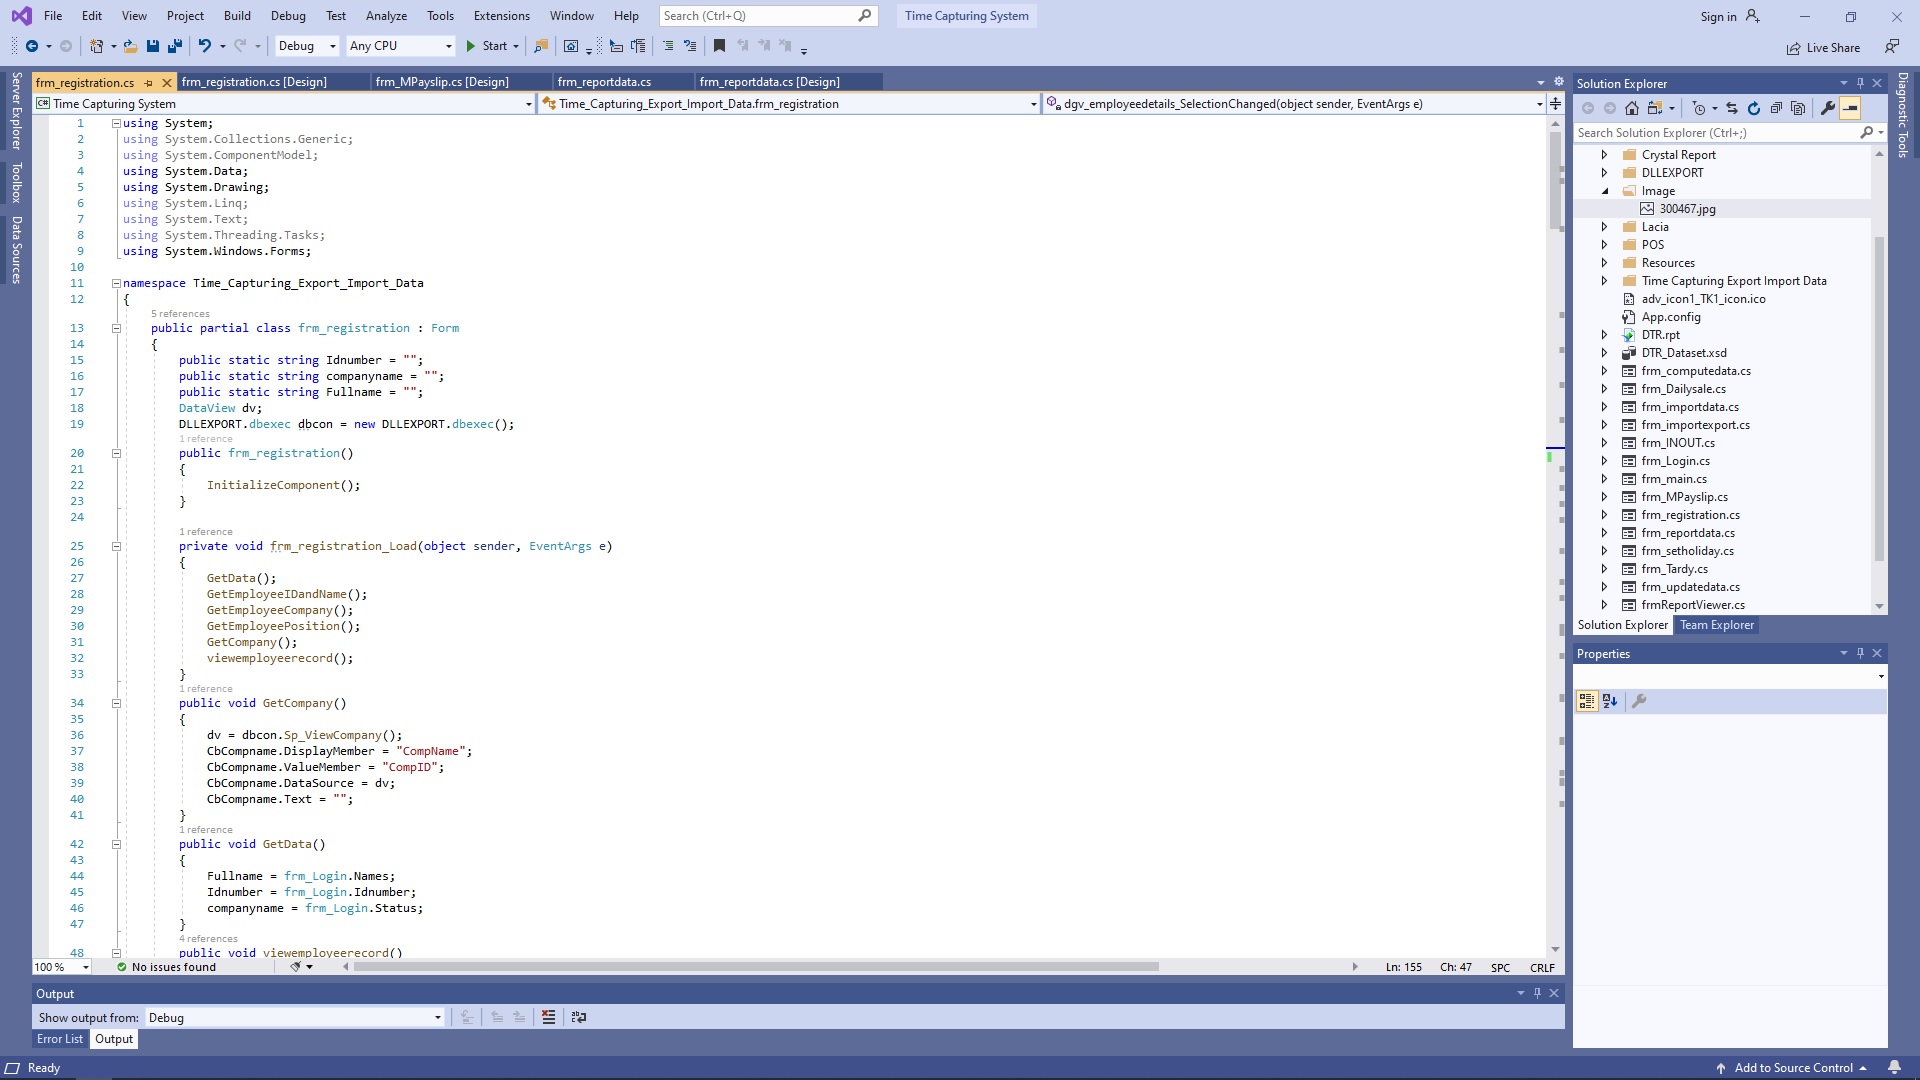 File Edit View Project Build Debug Test Analyze Tools Extensions Window Help Search (Ctrl+Q) Time Capturing System Sign in
Debug Any CPU Start Live Share
frm_registration.cs frm_registration.cs [Design] frm_MPayslip.cs [Design] frm_reportdata.cs frm_reportdata.cs [Design]
C# Time Capturing System Time_Capturing_Export_Import_Data.frm_registration dgv_employeedetails_SelectionChanged(object sender, EventArgs e)
Server Explorer
Toolbox
Data Sources
1 using System;
2 using System.Collections.Generic;
3 using System.ComponentModel;
4 using System.Data;
5 using System.Drawing;
6 using System.Linq;
7 using System.Text;
8 using System.Threading.Tasks;
9 using System.Windows.Forms;
10
11 namespace Time_Capturing_Export_Import_Data
12 {
5 references
13 public partial class frm_registration : Form
14 {
15 public static string Idnumber = "";
16 public static string companyname = "";
17 public static string Fullname = "";
18 DataView dv;
19 DLLEXPORT.dbexec dbcon = new DLLEXPORT.dbexec();
1 reference
20 public frm_registration()
21 {
22 InitializeComponent();
23 }
24
1 reference
25 private void frm_registration_Load(object sender, EventArgs e)
26 {
27 GetData();
28 GetEmployeeIDandName();
29 GetEmployeeCompany();
30 GetEmployeePosition();
31 GetCompany();
32 viewemployeerecord();
33 }
1 reference
34 public void GetCompany()
35 {
36 dv = dbcon.Sp_ViewCompany();
37 CbCompname.DisplayMember = "CompName";
38 CbCompname.ValueMember = "CompID";
39 CbCompname.DataSource = dv;
40 CbCompname.Text = "";
41 }
1 reference
42 public void GetData()
43 {
44 Fullname = frm_Login.Names;
45 Idnumber = frm_Login.Idnumber;
46 companyname = frm_Login.Status;
47 }
4 references
48 public void viewemployeerecord()
100 % No issues found Ln: 155 Ch: 47 SPC CRLF
Output
Show output from: Debug
Error List Output
Solution Explorer
Search Solution Explorer (Ctrl+;)
Crystal Report
DLLEXPORT
Image
300467.jpg
Lacia
POS
Resources
Time Capturing Export Import Data
adv_icon1_TK1_icon.ico
App.config
DTR.rpt
DTR_Dataset.xsd
frm_computedata.cs
frm_Dailysale.cs
frm_importdata.cs
frm_importexport.cs
frm_INOUT.cs
frm_Login.cs
frm_main.cs
frm_MPayslip.cs
frm_registration.cs
frm_reportdata.cs
frm_setholiday.cs
frm_Tardy.cs
frm_updatedata.cs
frmReportViewer.cs
Solution Explorer Team Explorer
Properties
Diagnostic Tools
Ready Add to Source Control